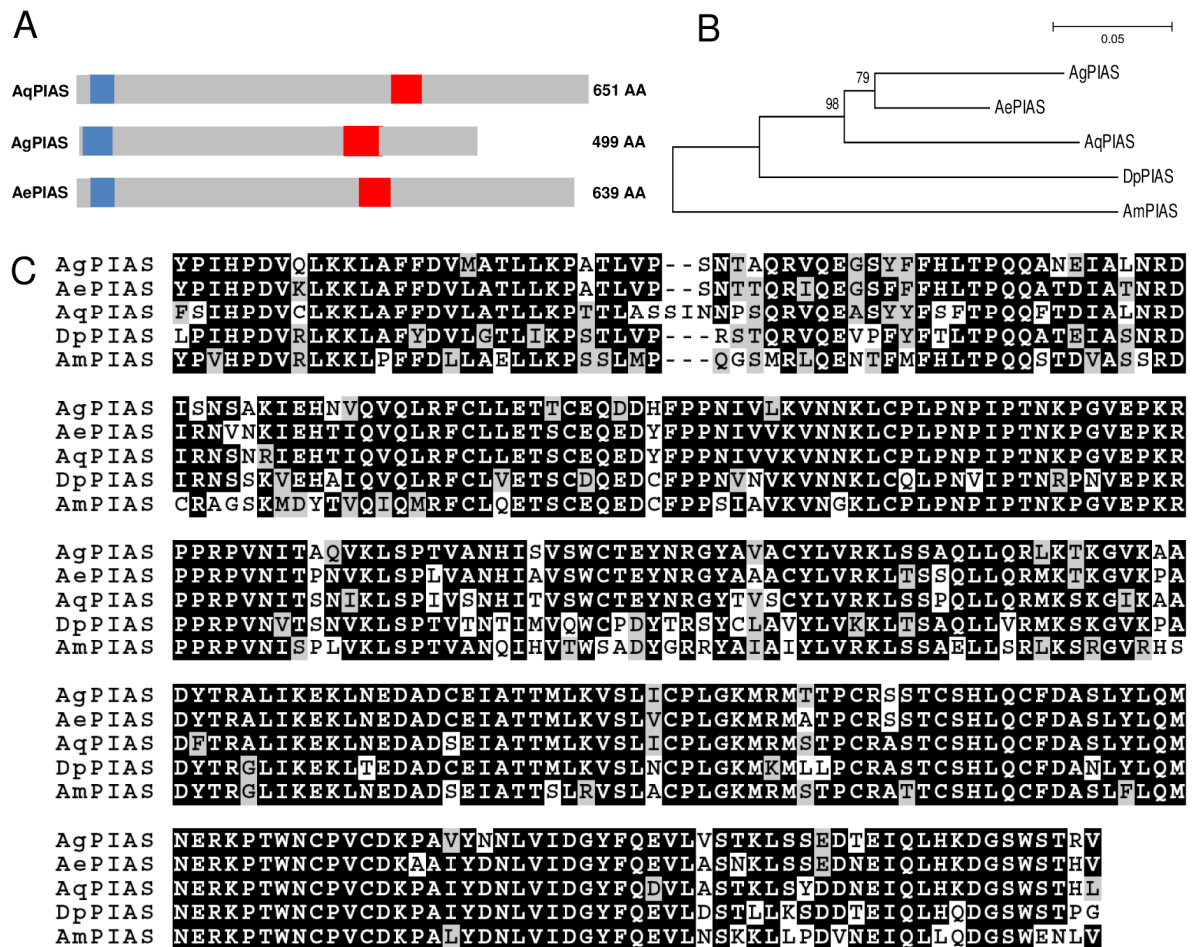 A
AqPIAS 651 AA
AgPIAS 499 AA
AePIAS 639 AA
B
0.05
79
98
AgPIAS
AePIAS
AqPIAS
DpPIAS
AmPIAS
C
AgPIAS YPIHPDVQLKKLAFFDVMATLLKPATLVP--SNTAQRVQEGSYFFHLTPQQANEIALNRD
AePIAS YPIHPDVKLKKLAFFDVLATLLKPATLVP--SNTTQRIQEGSFFFHLTPQQATDIATNRD
AqPIAS FSIHPDVCLKKLAFFDVLATLLKPTTLASSINNPSQRVQEASYFYSFTPQQFTDIALNRD
DpPIAS LPIHPDVRLKKLAFYDVLGTLIKPSTLVP---RSTQRVQEVPFYFTLTPQQATEIASNRD
AmPIAS YPVHPDVRLKKLPFFDLLAELLKPSSLMP---QGSMRLQENTFMFHLTPQQSTDVASSRD
AgPIAS ISNSAKIEHNVQVQLRFCLLETTCEQDDHFPPNIVLKVNNKLCPLPNPIPTNKPGVEPKR
AePIAS IRNVNKIEHTIQVQLRFCLLETSCEQEDYFPPNIVVKVNNKLCPLPNPIPTNKPGVEPKR
AqPIAS IRNSNRIEHTIQVQLRFCLLETSCEQEDYFPPNIVVKVNNKLCPLPNPIPTNKPGVEPKR
DpPIAS IRNSSKVEHAIQVQLRFCLVETSCDQEDCFPPNVNVKVNNKLCQLPNVIPTNRPNVEPKR
AmPIAS CRAGSKMDYTVQIQMRFCLQETSCEQEDCFPPSIAVKVNGKLCPLPNPIPTNKPGVEPKR
AgPIAS PPRPVNITAQVKLSPTVANHISVSWCTEYNRGYAVACYLVRKLSSAQLLQRLKTKGVKAA
AePIAS PPRPVNITPNVKLSPLVANHIAVSWCTEYNRGYAAACYLVRKLTSSQLLQRMKTKGVKPA
AqPIAS PPRPVNITSNIKLSPIVSNHITVSWCTEYNRGYTVSCYLVRKLSSPQLLQRMKSKGIKAA
DpPIAS PPRPVNVTSNVKLSPTVTNTIMVQWCPDYTRSYCLAVYLVKKLTSAQLLVRMKSKGVKPA
AmPIAS PPRPVNISPLVKLSPTVANQIHVTWSADYGRRYAIAIYLVRKLSSAELLSRLKSRGVRHS
AgPIAS DYTRALIKEKLNEDADCEIATTMLKVSLICPLGKMRMTTPCRSSTCSHLQCFDASLYLQM
AePIAS DYTRALIKEKLNEDADCEIATTMLKVSLVCPLGKMRMATPCRSSTCSHLQCFDASLYLQM
AqPIAS DFTRALIKEKLNEDADSEIATTMLKVSLICPLGKMRMSTPCRASTCSHLQCFDASLYLQM
DpPIAS DYTRGLIKEKLTEDADCEIATTMLKVSLNCPLGKMKMLLPCRASTCSHLQCFDANLYLQM
AmPIAS DYTRGLIKEKLNEDADSEIATTSLRVSLACPLGKMRMSTPCRATTCSHLQCFDASLFLQM
AgPIAS NERKPTWNCPVCDKPAVYNNLVIDGYFQEVLVSTKLSSEDTEIQLHKDGSWSTRV
AePIAS NERKPTWNCPVCDKAAIYDNLVIDGYFQEVLASNKLSSEDNEIQLHKDGSWSTHV
AqPIAS NERKPTWNCPVCDKPAIYDNLVIDGYFQDVLASTKLSYDDNEIQLHKDGSWSTHL
DpPIAS NERKPTWNCPVCDKPAIYDNLVIDGYFQEVLDSTLLKSDDTEIQLHQDGSWSTPG
AmPIAS NERKPTWNCPVCDKPALYDNLVIDGYFQEVLNSKKLLPDVNEIQLLQDGSWENLV